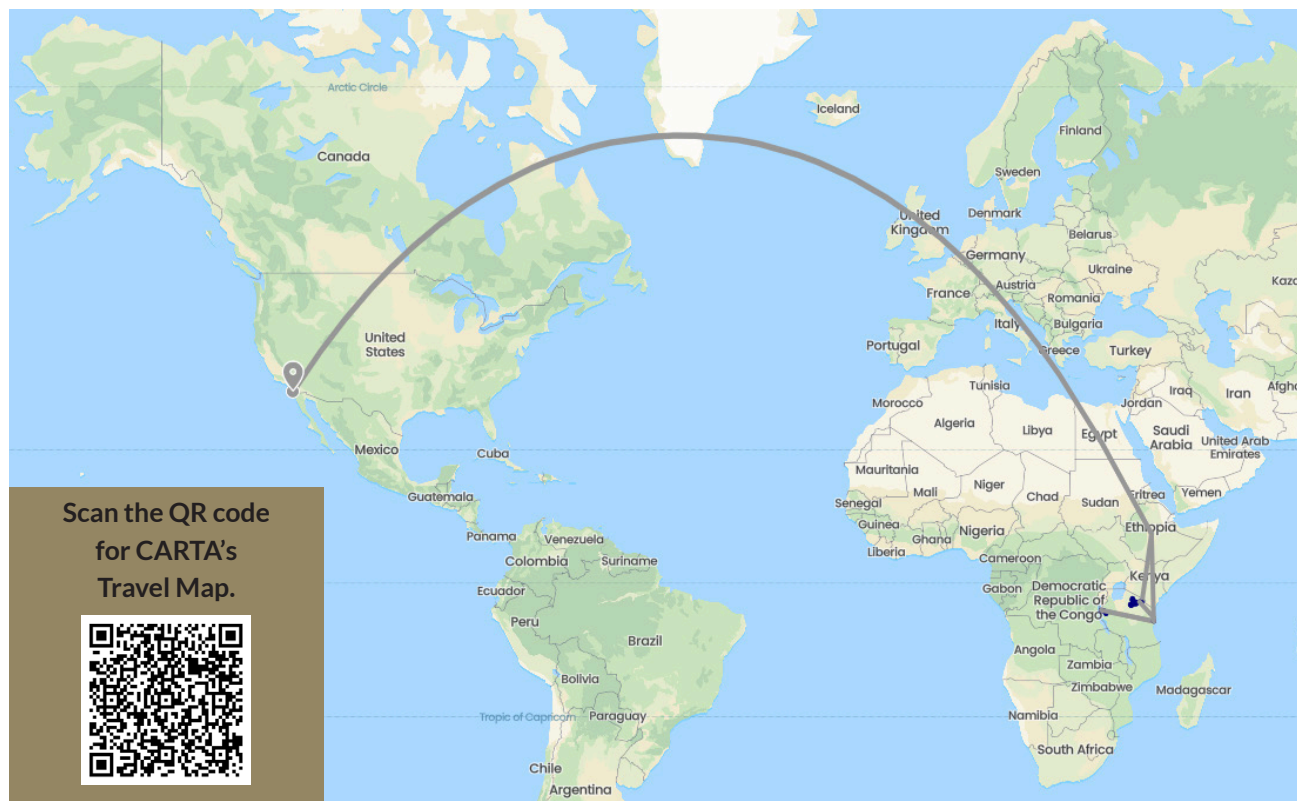 Arctic Circle
Iceland
Finland
Canada
Sweden
United
Kingdom
Denmark
Belarus
Germany
Ukraine
Kaza
Austria
France
Romania
Italy
Bulgaria
United
States
Portugal
Greece
Turkey
Tunisia
Iraq
Iran
Afgha
Morocco
Jordan
Algeria
Libya
Egypt
Saudi
Arabia
United Arab
Emirates
Mexico
Cuba
Mauritania
Niger
Mali
Chad
Sudan
Eritrea
Yemen
Guatemala
Senegal
Guinea
Ghana
Nigeria
Ethiopia
Liberia
Panama
Venezuela
Colombia
Suriname
Cameroon
Kenya
Ecuador
Gabon
Democratic
Republic of
the Congo
Peru
Brazil
Angola
Zambia
Bolivia
Zimbabwe
Madagascar
Tropic of Capricorn
Paraguay
Namibia
South Africa
Chile
Argentina
Scan the QR code
for CARTA’s
Travel Map.